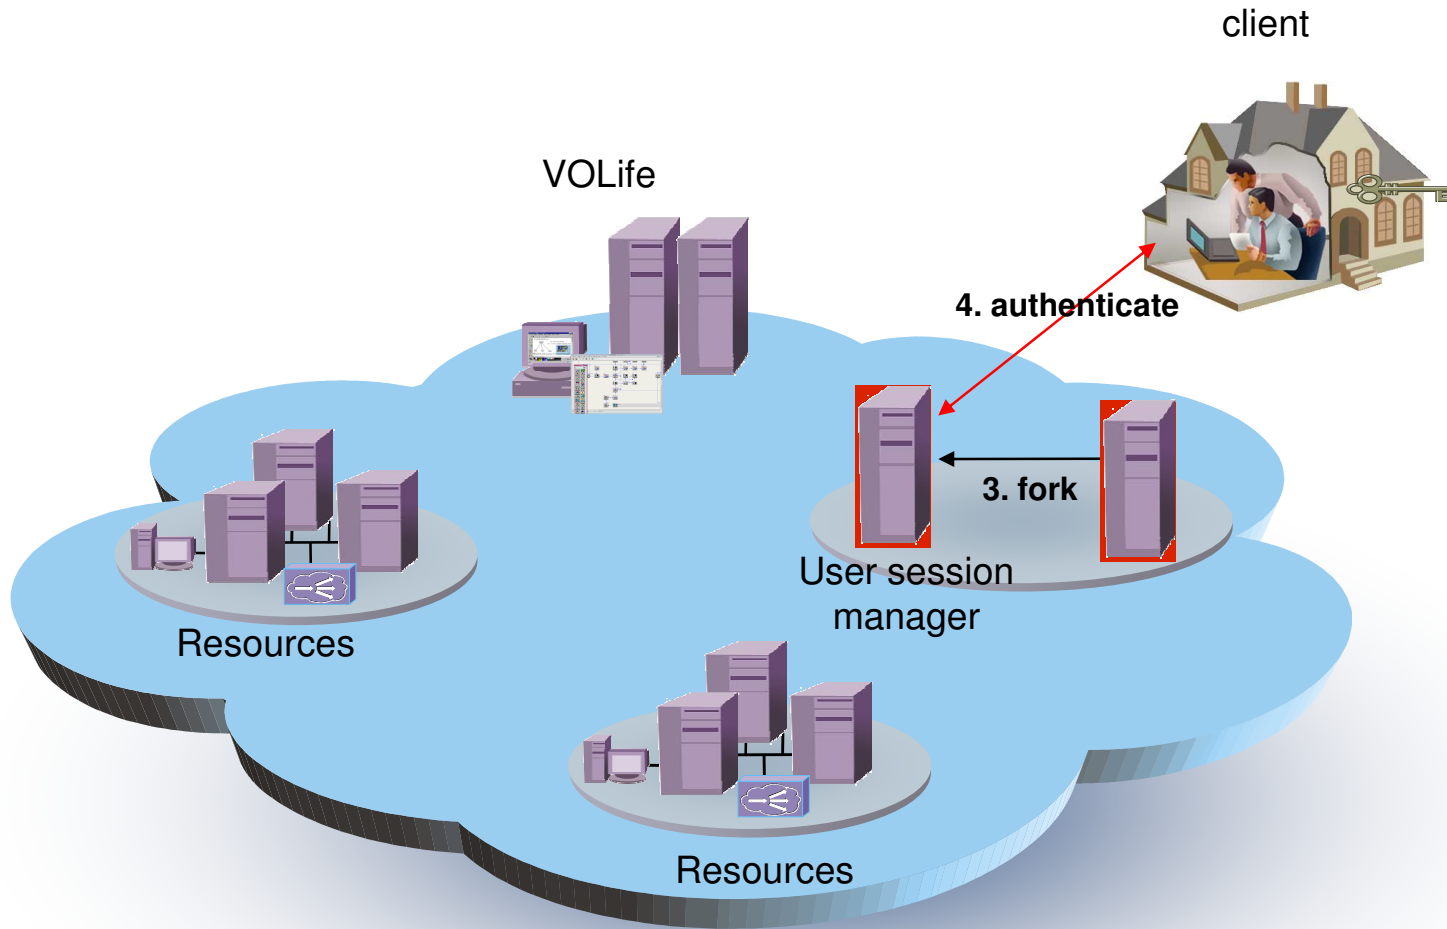 client
VOLife
4. authenticate
3. fork
User session
manager
Resources
Resources